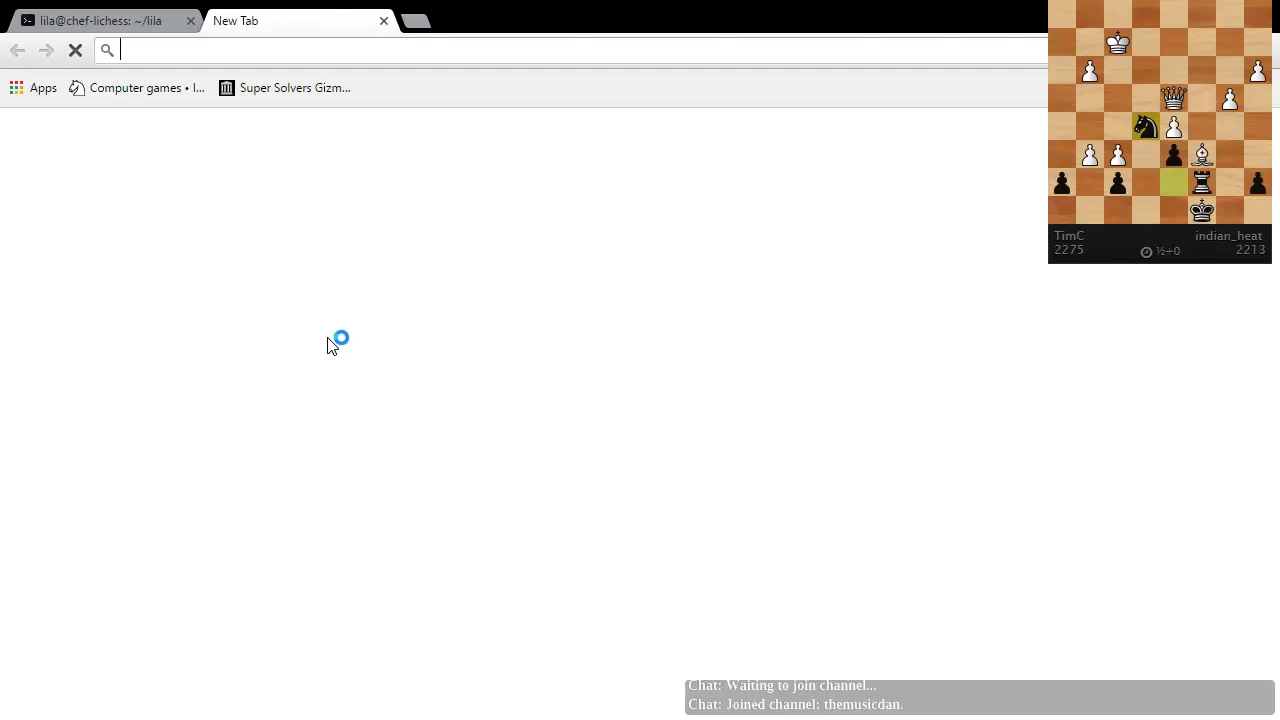 lila@chef-lichess: ~/lila
New Tab
Apps
Computer games • l...
Super Solvers Gizm...
TimC
indian_heat
2275
½+0
2213
Chat: Waiting to join channel...
Chat: Joined channel: themusicdan.